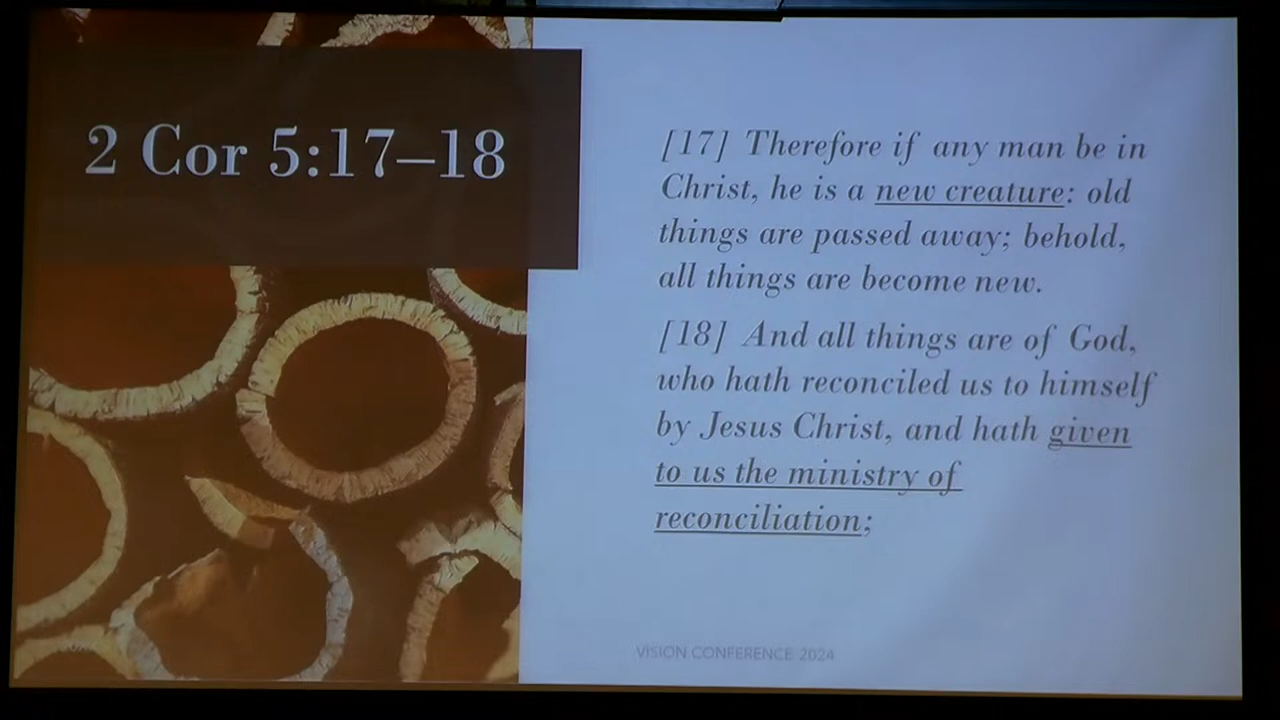 2 Cor 5:17–18
[17] Therefore if any man be in
Christ, he is a new creature: old
things are passed away; behold,
all things are become new.
[18] And all things are of God,
who hath reconciled us to himself
by Jesus Christ, and hath given
to us the ministry of
reconciliation;
VISION CONFERENCE 2024